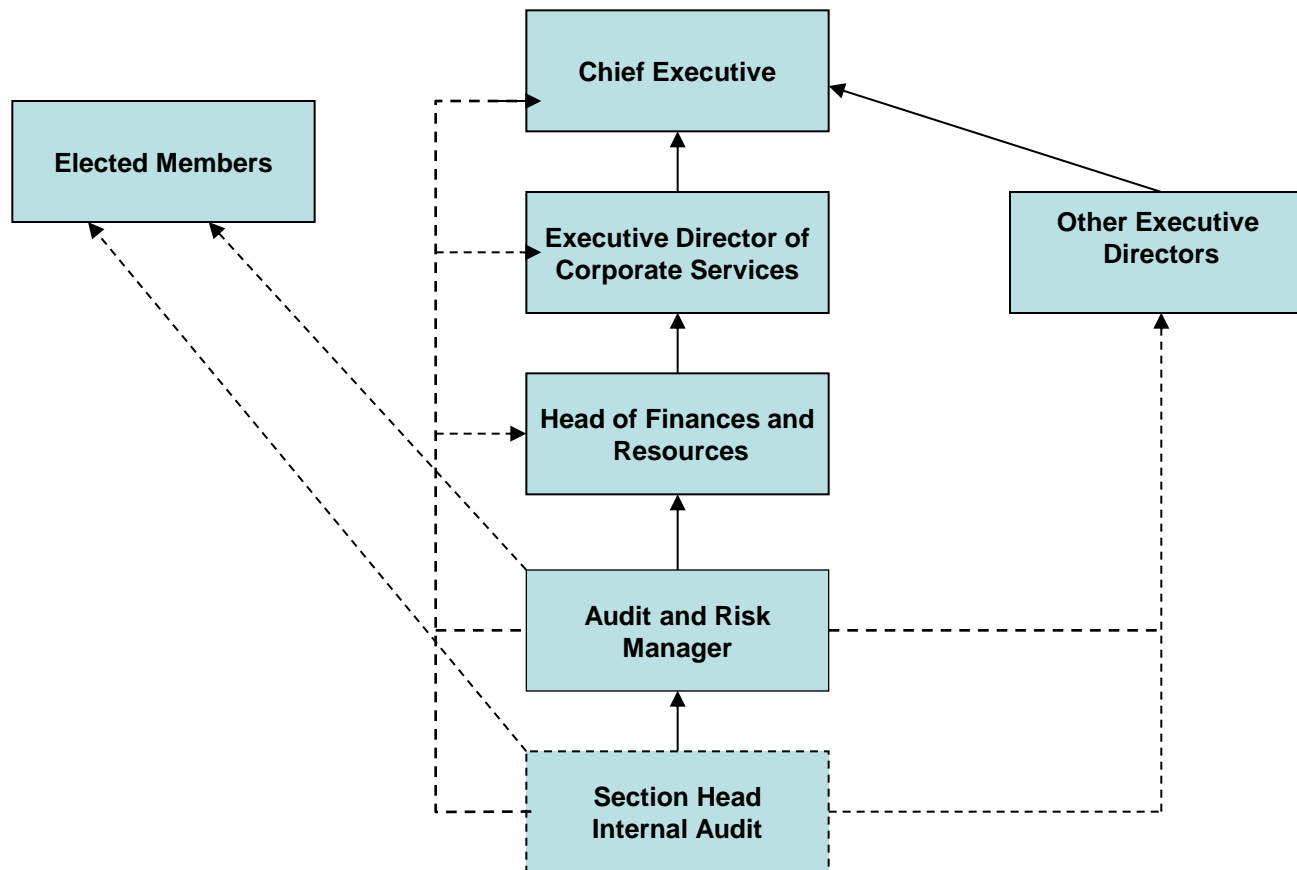 Chief Executive
Elected Members
Executive Director of
Corporate Services
Other Executive
Directors
Head of Finances and
Resources
Audit and Risk
Manager
Section Head
Internal Audit